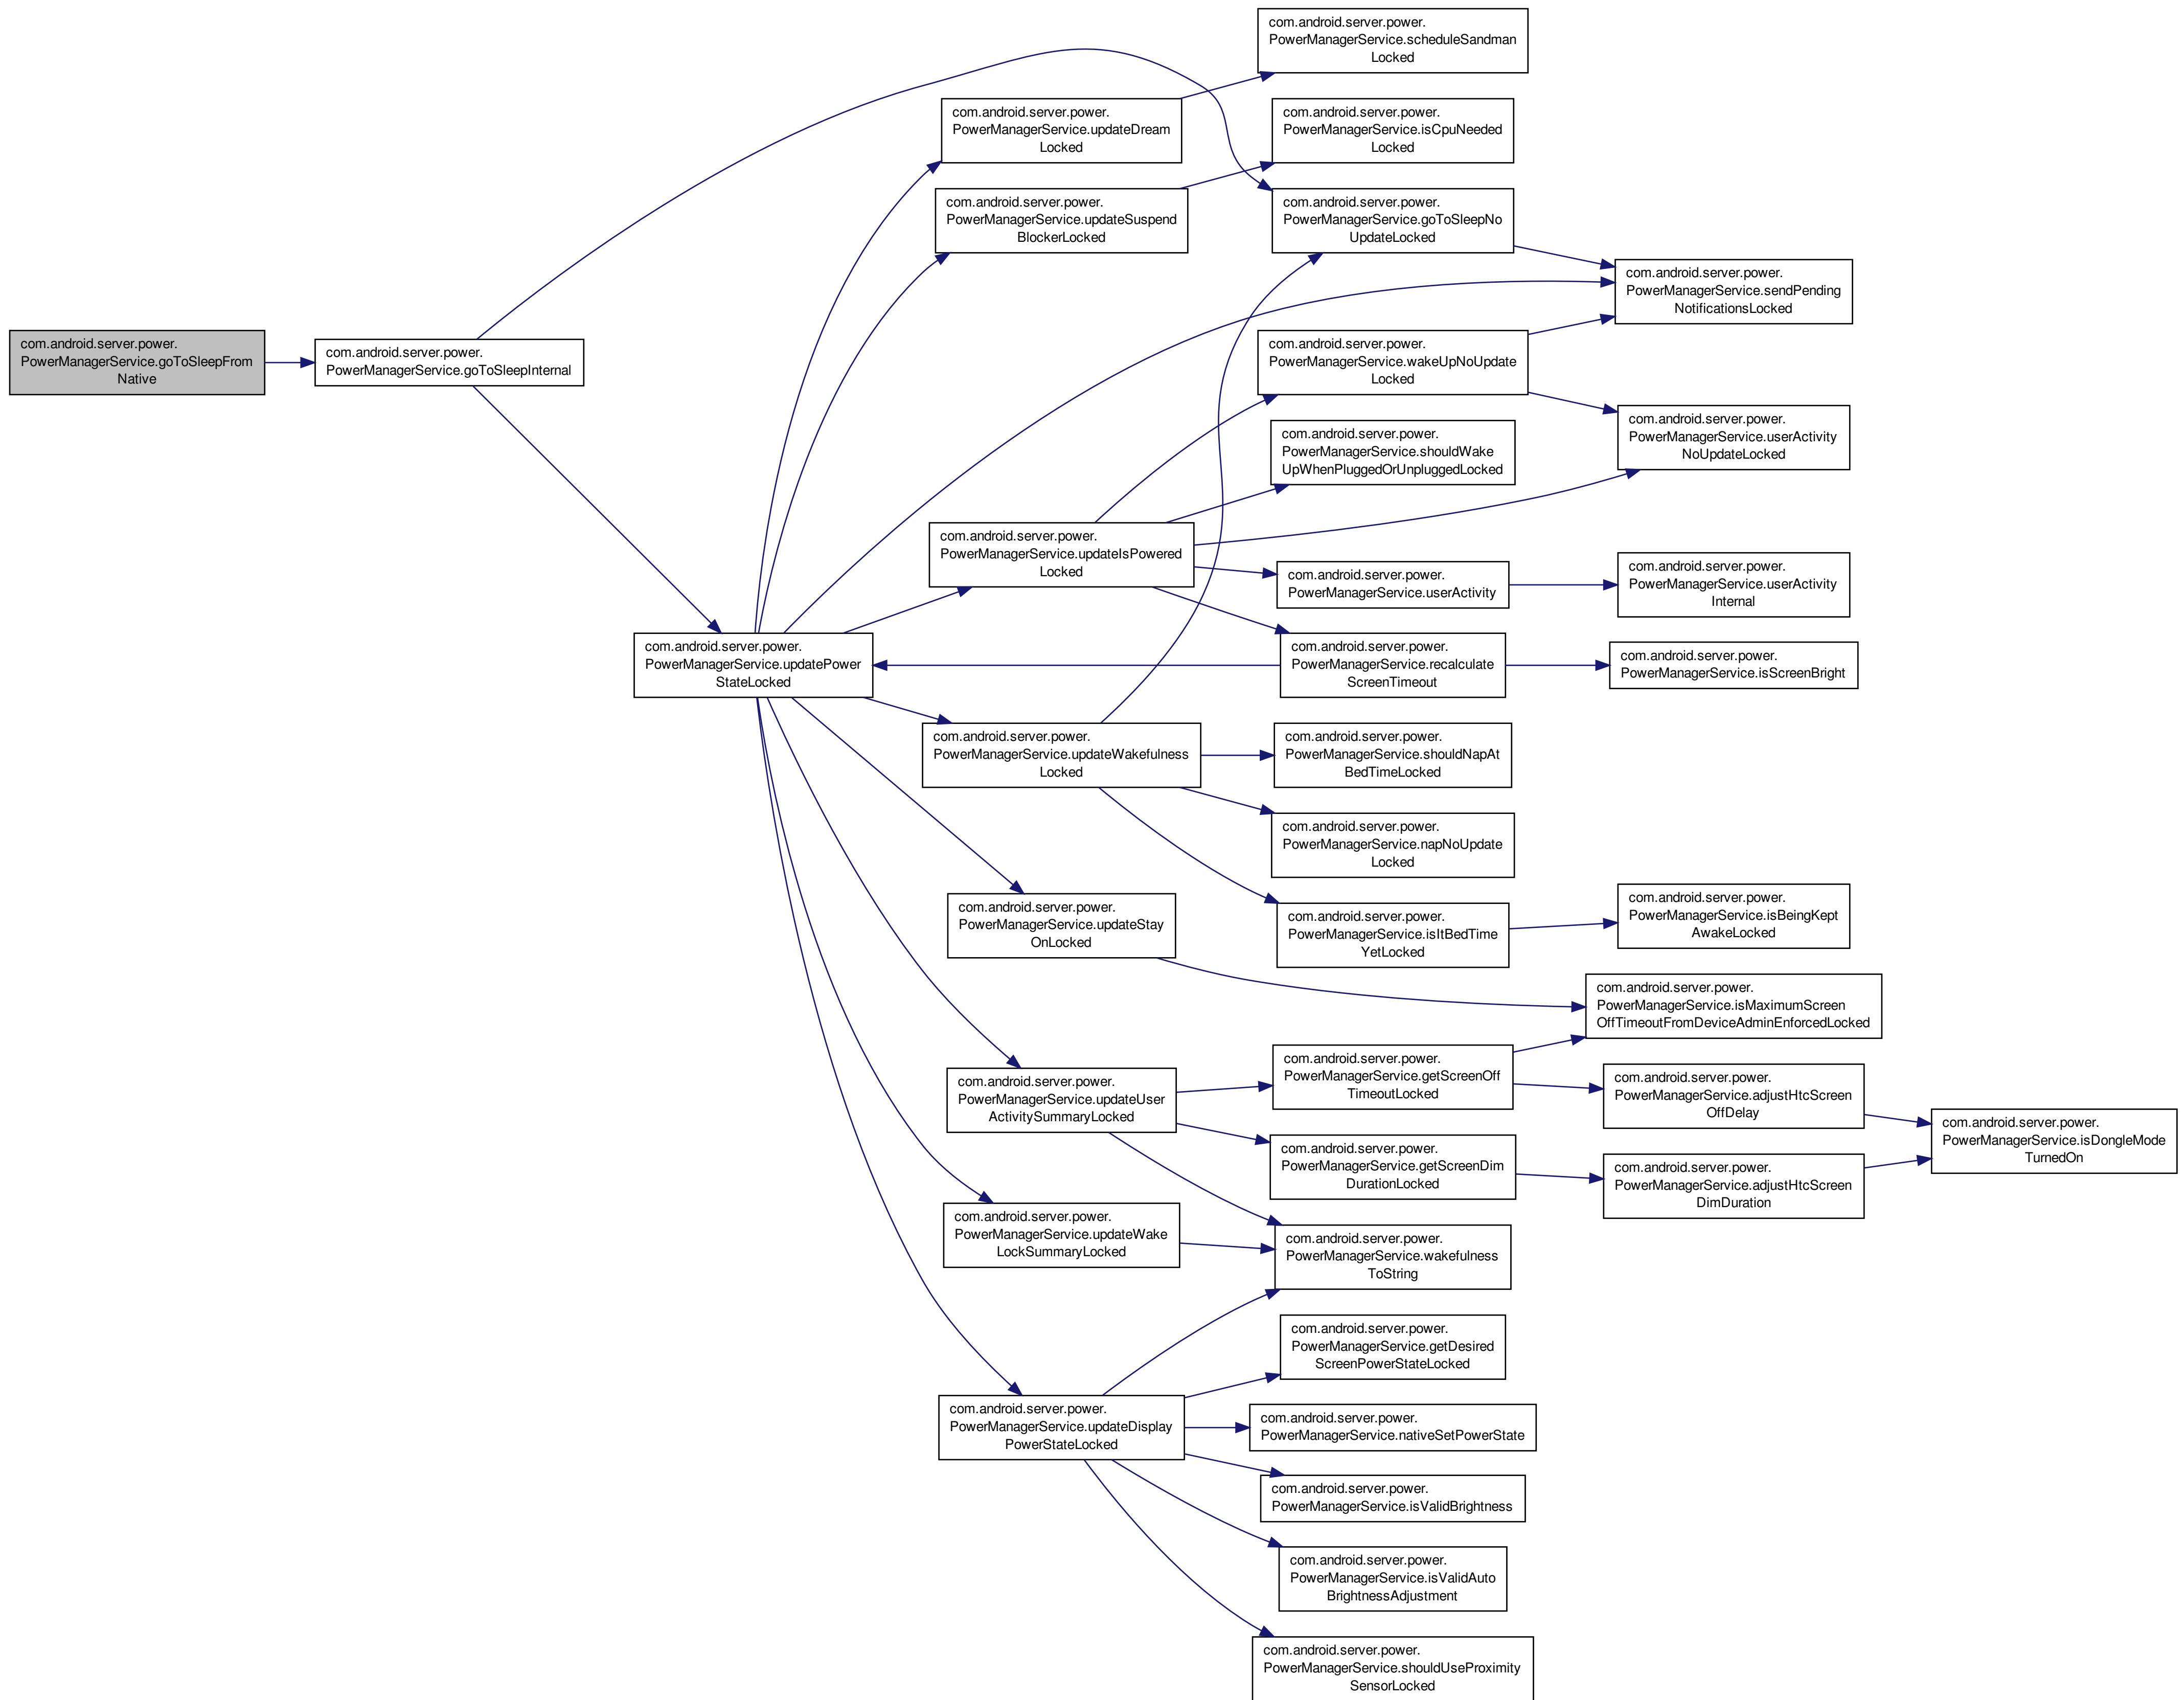 com.android.server.power.
PowerManagerService.goToSleepFrom
Native
com.android.server.power.
PowerManagerService.goToSleepInternal
com.android.server.power.
PowerManagerService.updatePower
StateLocked
com.android.server.power.
PowerManagerService.updateDream
Locked
com.android.server.power.
PowerManagerService.updateSuspend
BlockerLocked
com.android.server.power.
PowerManagerService.updateIsPowered
Locked
com.android.server.power.
PowerManagerService.updateWakefulness
Locked
com.android.server.power.
PowerManagerService.updateStay
OnLocked
com.android.server.power.
PowerManagerService.updateUser
ActivitySummaryLocked
com.android.server.power.
PowerManagerService.updateWake
LockSummaryLocked
com.android.server.power.
PowerManagerService.updateDisplay
PowerStateLocked
com.android.server.power.
PowerManagerService.scheduleSandman
Locked
com.android.server.power.
PowerManagerService.isCpuNeeded
Locked
com.android.server.power.
PowerManagerService.goToSleepNo
UpdateLocked
com.android.server.power.
PowerManagerService.wakeUpNoUpdate
Locked
com.android.server.power.
PowerManagerService.shouldWake
UpWhenPluggedOrUnpluggedLocked
com.android.server.power.
PowerManagerService.userActivity
com.android.server.power.
PowerManagerService.recalculate
ScreenTimeout
com.android.server.power.
PowerManagerService.shouldNapAt
BedTimeLocked
com.android.server.power.
PowerManagerService.napNoUpdate
Locked
com.android.server.power.
PowerManagerService.isItBedTime
YetLocked
com.android.server.power.
PowerManagerService.getScreenOff
TimeoutLocked
com.android.server.power.
PowerManagerService.getScreenDim
DurationLocked
com.android.server.power.
PowerManagerService.wakefulness
ToString
com.android.server.power.
PowerManagerService.getDesired
ScreenPowerStateLocked
com.android.server.power.
PowerManagerService.nativeSetPowerState
com.android.server.power.
PowerManagerService.isValidBrightness
com.android.server.power.
PowerManagerService.isValidAuto
BrightnessAdjustment
com.android.server.power.
PowerManagerService.shouldUseProximity
SensorLocked
com.android.server.power.
PowerManagerService.sendPending
NotificationsLocked
com.android.server.power.
PowerManagerService.userActivity
NoUpdateLocked
com.android.server.power.
PowerManagerService.userActivity
Internal
com.android.server.power.
PowerManagerService.isScreenBright
com.android.server.power.
PowerManagerService.isBeingKept
AwakeLocked
com.android.server.power.
PowerManagerService.isMaximumScreen
OffTimeoutFromDeviceAdminEnforcedLocked
com.android.server.power.
PowerManagerService.adjustHtcScreen
OffDelay
com.android.server.power.
PowerManagerService.adjustHtcScreen
DimDuration
com.android.server.power.
PowerManagerService.isDongleMode
TurnedOn